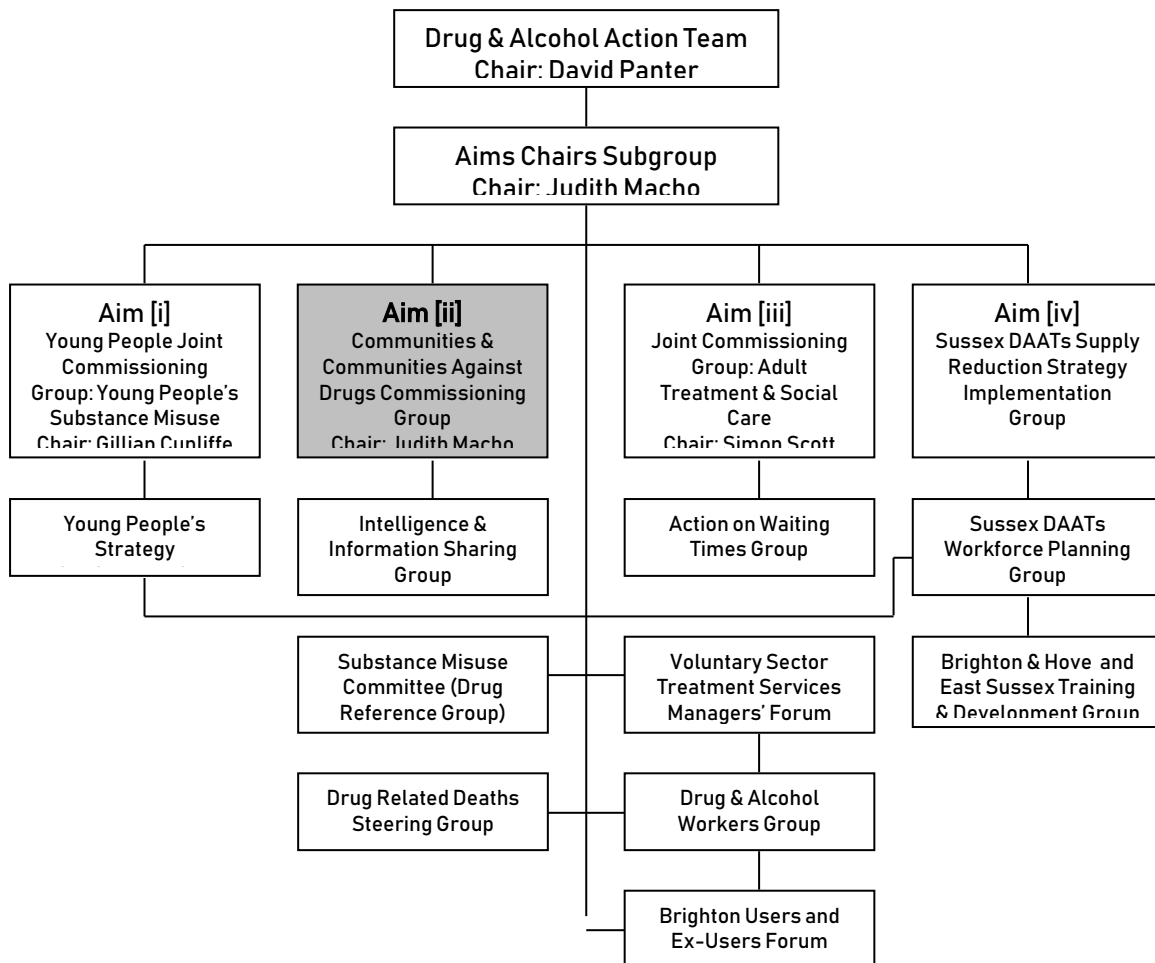 Drug & Alcohol Action Team
Chair: David Panter
Aims Chairs Subgroup
Chair: Judith Macho
Aim [i]
Young People Joint
Commissioning
Group: Young People's
Substance Misuse
Chair: Gillian Cunliffe
Aim [ii]
Communities &
Communities Against
Drugs Commissioning
Group
Chair: Judith Macho
Aim [iii]
Joint Commissioning
Group: Adult
Treatment & Social
Care
Chair: Simon Scott
Aim [iv]
Sussex DAATs Supply
Reduction Strategy
Implementation
Group
Young People's
Strategy
Intelligence &
Information Sharing
Group
Action on Waiting
Times Group
Sussex DAATs
Workforce Planning
Group
Substance Misuse
Committee (Drug
Reference Group)
Voluntary Sector
Treatment Services
Managers' Forum
Brighton & Hove and
East Sussex Training
& Development Group
Drug Related Deaths
Steering Group
Drug & Alcohol
Workers Group
Brighton Users and
Ex-Users Forum